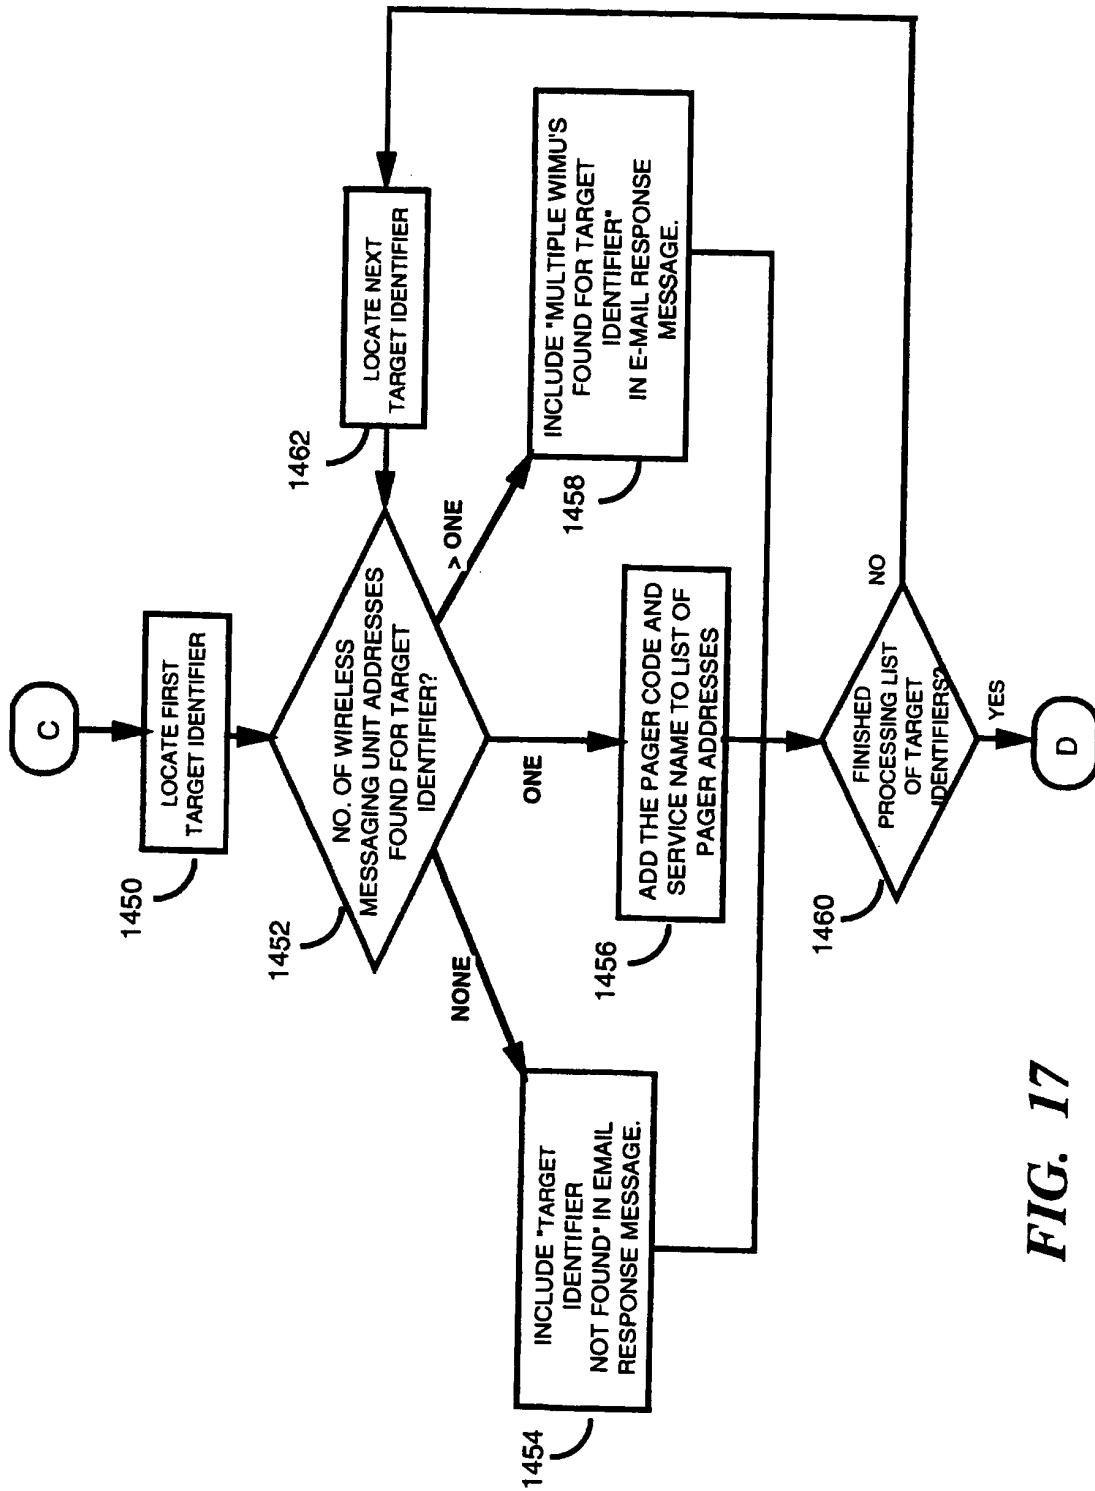 C
1450
LOCATE FIRST
TARGET IDENTIFIER
1462
LOCATE NEXT
TARGET IDENTIFIER
1452
NO. OF WIRELESS
MESSAGING UNIT ADDRESSES
FOUND FOR TARGET
IDENTIFIER?
NONE
ONE
> ONE
1454
INCLUDE "TARGET
IDENTIFIER
NOT FOUND" IN EMAIL
RESPONSE MESSAGE.
1456
ADD THE PAGER CODE AND
SERVICE NAME TO LIST OF
PAGER ADDRESSES
1458
INCLUDE "MULTIPLE WIMU'S
FOUND FOR TARGET
IDENTIFIER"
IN E-MAIL RESPONSE
MESSAGE.
1460
FINISHED
PROCESSING LIST
OF TARGET
IDENTIFIERS?
NO
YES
D
FIG. 17